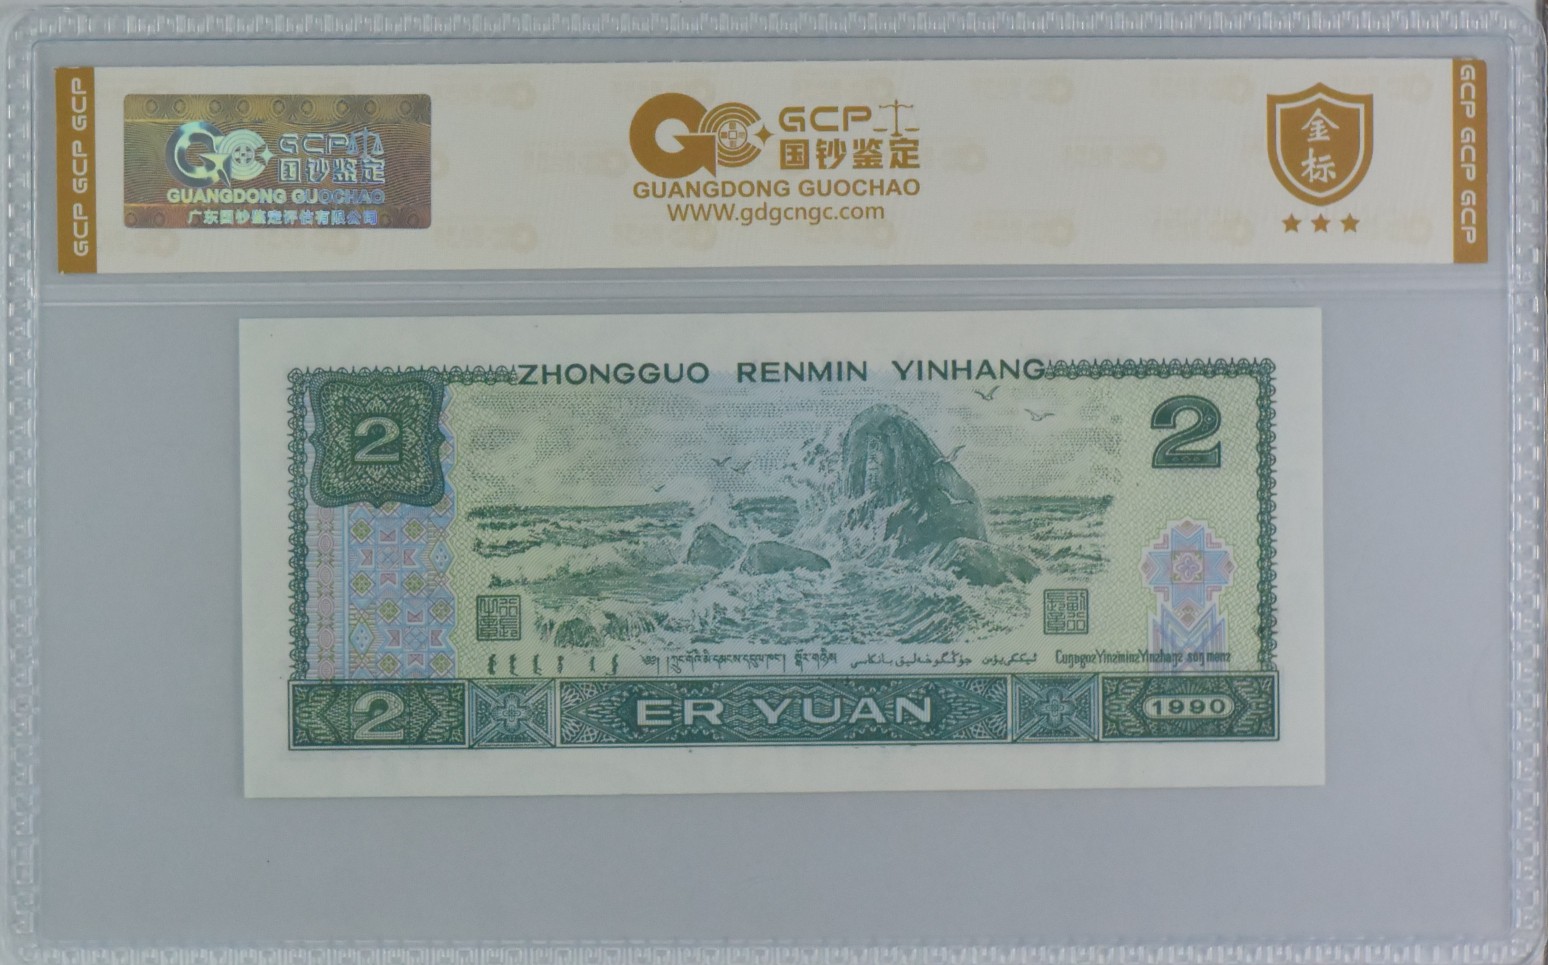 GCP GCP GCP
GCP 国钞鉴定
GUANGDONG GUOCHAO
广东国钞鉴定评估有限公司
GCP
国钞鉴定
GUANGDONG GUOCHAO
WWW.gdgcngc.com
金标
GCP GCP GCP
ZHONGGUO RENMIN YINHANG
2
2
2
ER YUAN
1990